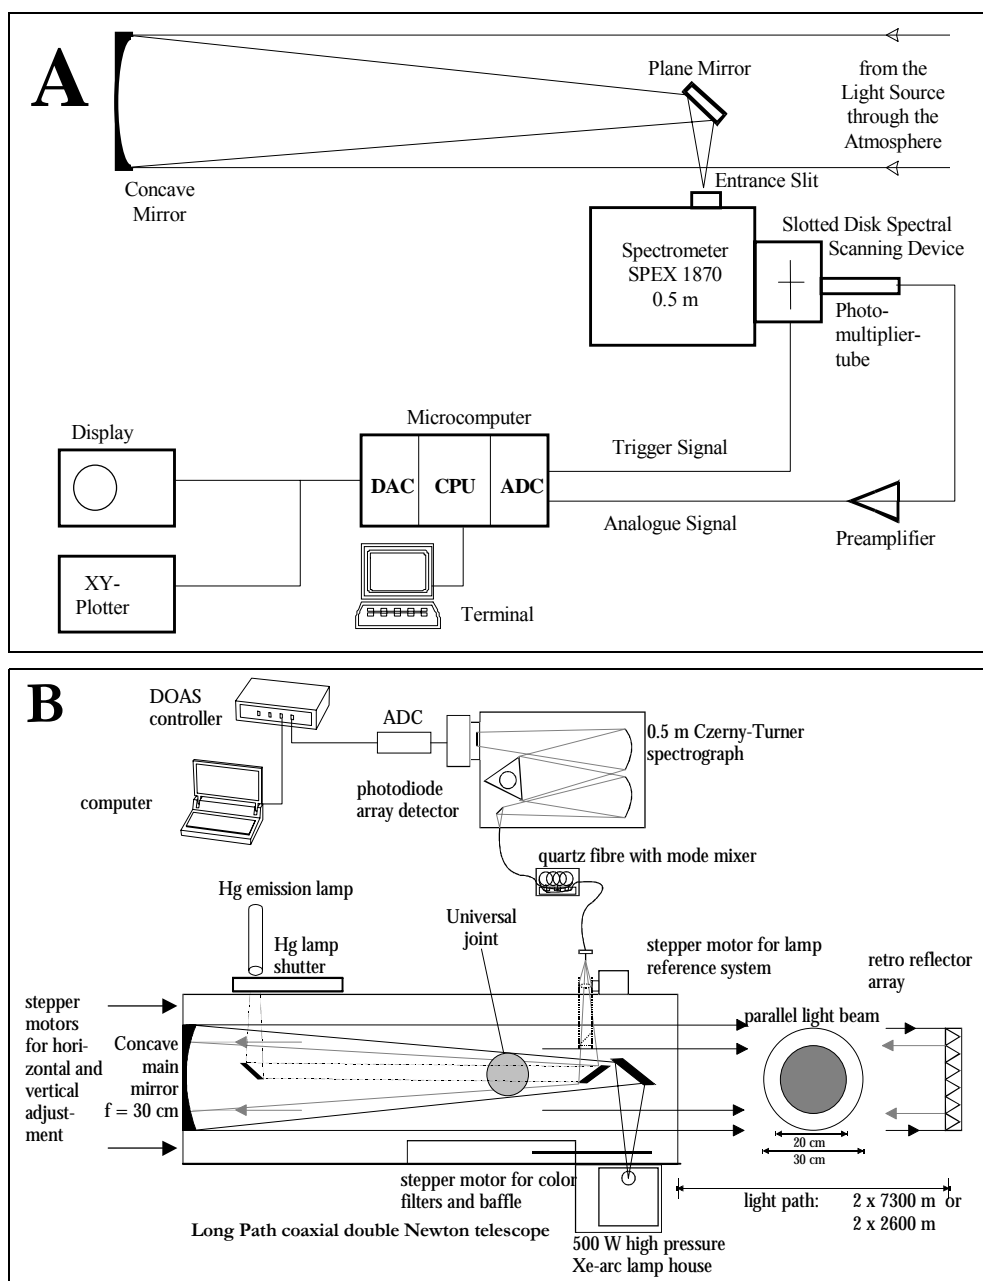 A
Plane Mirror
from the
Light Source
through the
Atmosphere
Concave
Mirror
Entrance Slit
Spectrometer
SPEX 1870
0.5 m
Slotted Disk Spectral
Scanning Device
Photo-
multiplier-
tube
Microcomputer
Display
Trigger Signal
DAC
CPU
ADC
Analogue Signal
Preamplifier
XY-
Plotter
Terminal
B
DOAS
controller
ADC
0.5 m Czerny-Turner
spectrograph
computer
photodiode
array detector
quartz fibre with mode mixer
Hg emission lamp
Universal
joint
Hg lamp
shutter
stepper motor for lamp
reference system
retro reflector
array
stepper
motors
for hori-
zontal and
vertical
adjust-
ment
Concave
main
mirror
f = 30 cm
parallel light beam
20 cm
30 cm
stepper motor for color
filters and baffle
light path: 2 x 7300 m or
2 x 2600 m
Long Path coaxial double Newton telescope
500 W high pressure
Xe-arc lamp house